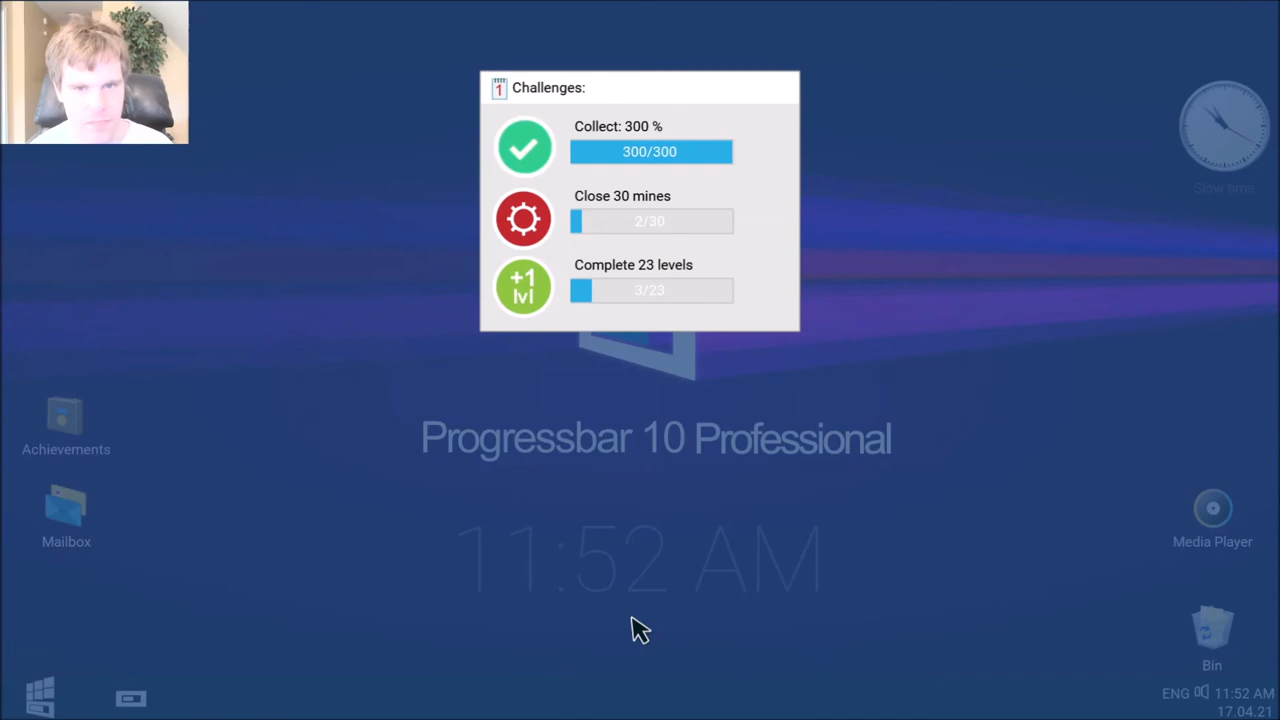 1 Challenges:
Collect: 300 %
300/300
Close 30 mines
2/30
Complete 23 levels
+1
lvl
3/23
Slow time
Achievements
Progressbar 10 Professional
Mailbox
11:52 AM
Media Player
Bin
ENG 11:52 AM
17.04.21